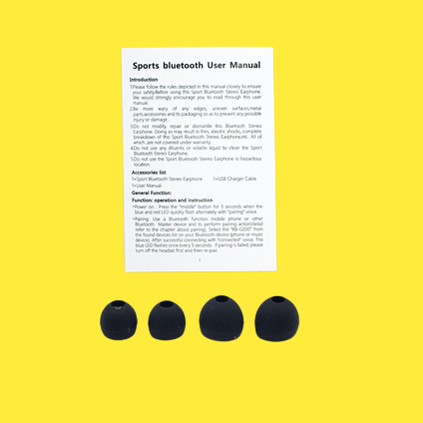 Sports bluetooth User Manual
Introduction
1.Please follow the rules depicted in this manual closely to ensure
your safety.Before using this Sport Bluetooth Stereo Earphone.
We would strongly encourage you to read through this user
manual.
2.Be more wary of any edges, uneven surfaces,metal
parts,accessories and its packaging so as to prevent any possible
injury or damage .
3.Do not modify, repair or dismantle this Bluetooth Stereo
Earphone. Doing so may result in fires, electric shocks, complete
breakdown of this Sport Bluetooth Stereo Earphone,etc. All of
which, are not covered under warranty.
4.Do not use any diluents or volatile liquid to clean the Sport
Bluetooth Stereo Earphone.
5.Do not use the Sport Bluetooth Stereo Earphone in hazardous
location.
Accessories list
1×Sport Bluetooth Stereo Earphone 1×USB Charger Cable
1×User Manual
General Function:
Function: operation and instruction
•Power on : Press the "middle" button for 5 seconds when the
blue and red LED quickly flash alternately with "pairing" voice.
•Pairing: Use a Bluetooth function mobile phone or other
Bluetooth Master device and to perform pairing action(detail
refer to the chapter about pairing). Select the from
the found devices list on your Bluetooth device (phone or music
device). After successful connecting with "connected" voice. The
blue LED flashes once every 5 seconds. If pairing is failed, please
turn off the headset first and then re-pair